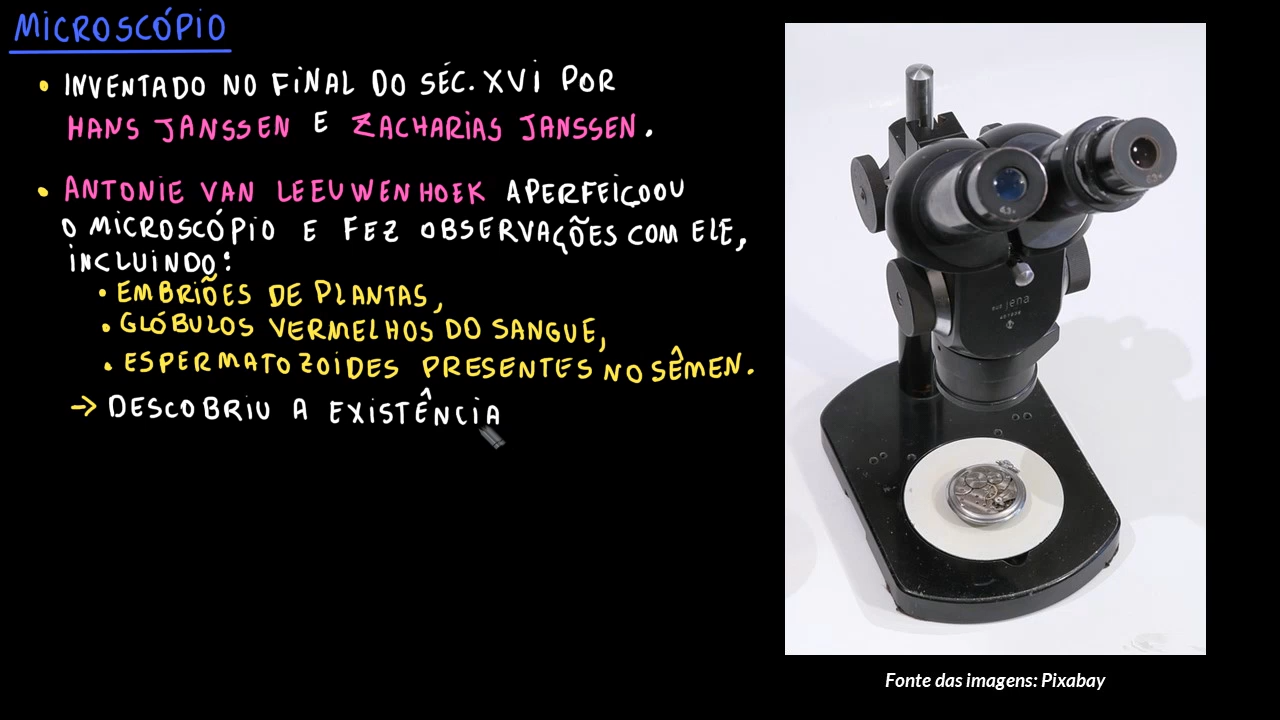 MICROSCÓPIO
• INVENTADO NO FINAL DO SÉC. XVI POR
HANS JANSSEN E ZACHARIAS JANSSEN.
• ANTONIE VAN LEEUWENHOEK APERFEIÇOOU
O MICROSCÓPIO E FEZ OBSERVAÇÕES COM ELE,
INCLUINDO:
• EMBRIÕES DE PLANTAS,
• GLÓBULOS VERMELHOS DO SANGUE,
• ESPERMATOZOIDES PRESENTES NO SÊMEN.
→ DESCOBRIU A EXISTÊNCIA
jena
Fonte das imagens: Pixabay